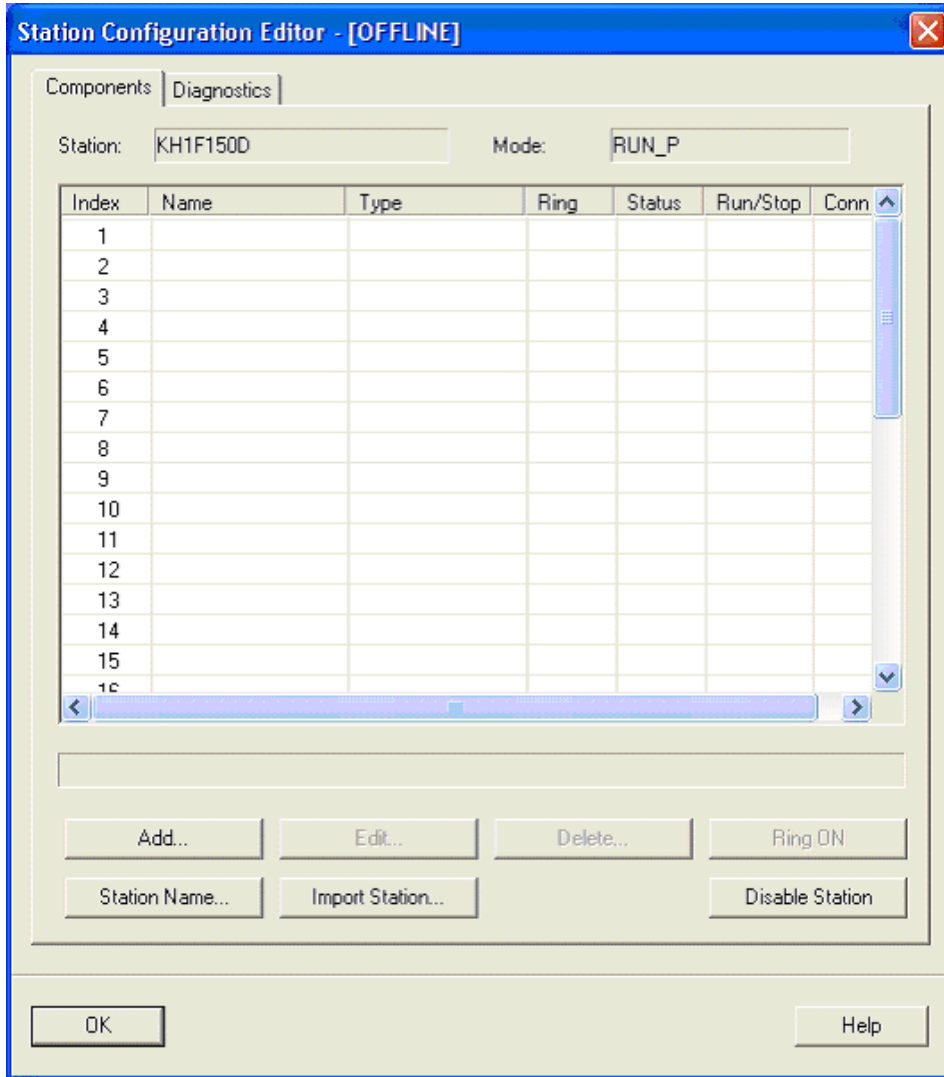 Station Configuration Editor - [OFFLINE]
Components Diagnostics
Station: KH1F150D Mode: RUN_P
Index Name Type Ring Status Run/Stop Conn
1
2
3
4
5
6
7
8
9
10
11
12
13
14
15
16
Add... Edit... Delete... Ring ON
Station Name... Import Station... Disable Station
OK Help